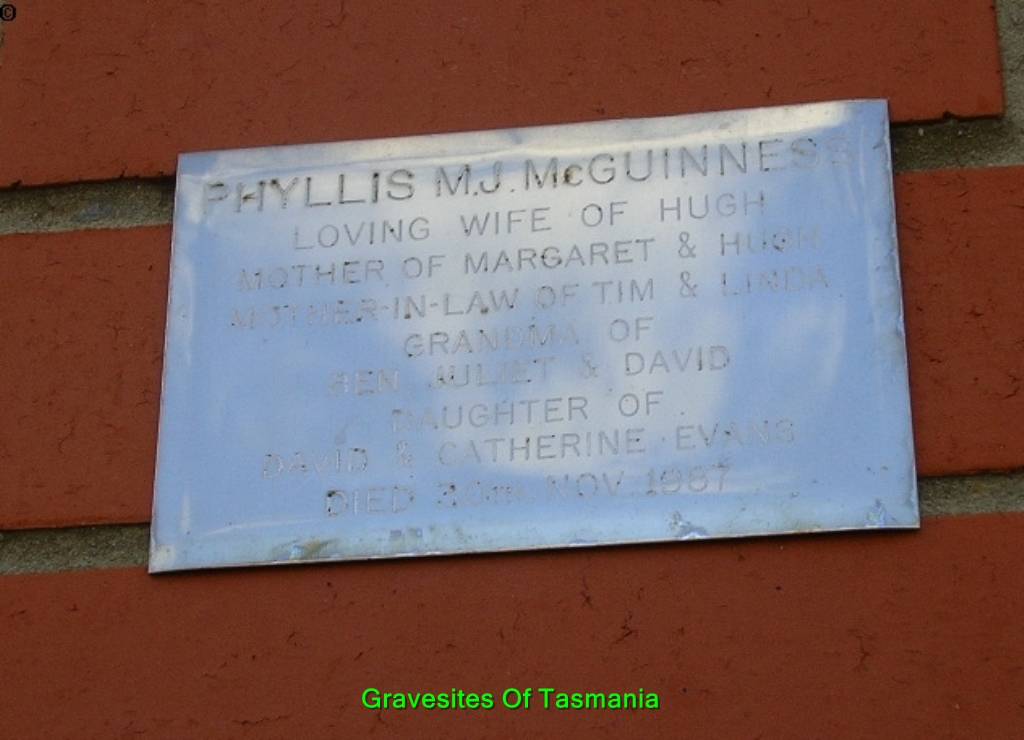 ©
PHYLLIS M.J. McGUINNESS
LOVING WIFE OF HUGH
MOTHER OF MARGARET & HUGH
MOTHER-IN-LAW OF TIM & LINDA
GRANDMA OF
BEN, JULIET & DAVID
DAUGHTER OF
DAVID & CATHERINE EVANS
DIED 30TH. NOV. 1987
Gravesites Of Tasmania